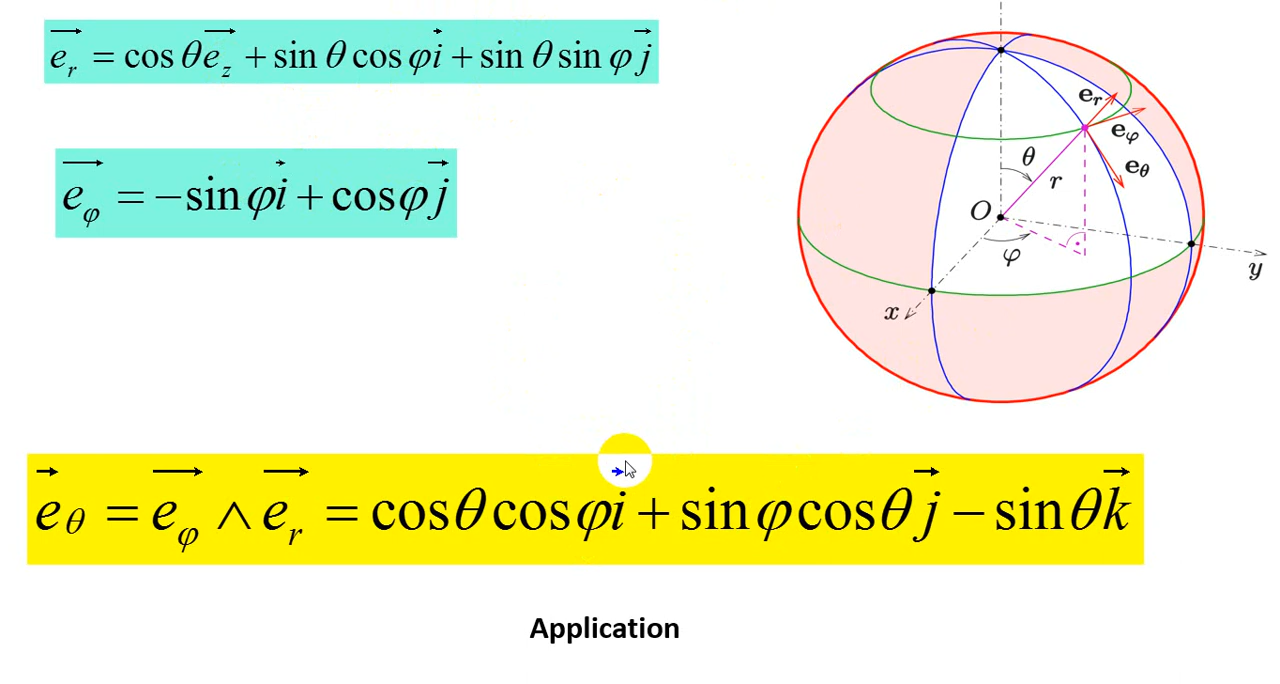 e_r = cos θ e_z + sin θ cos φ i + sin θ sin φ j
e_φ = −sin φ i + cos φ j
e_θ = e_φ ∧ e_r = cos θ cos φ i + sin φ cos θ j − sin θ k
Application
e_r
e_φ
e_θ
θ
r
O
φ
x
y